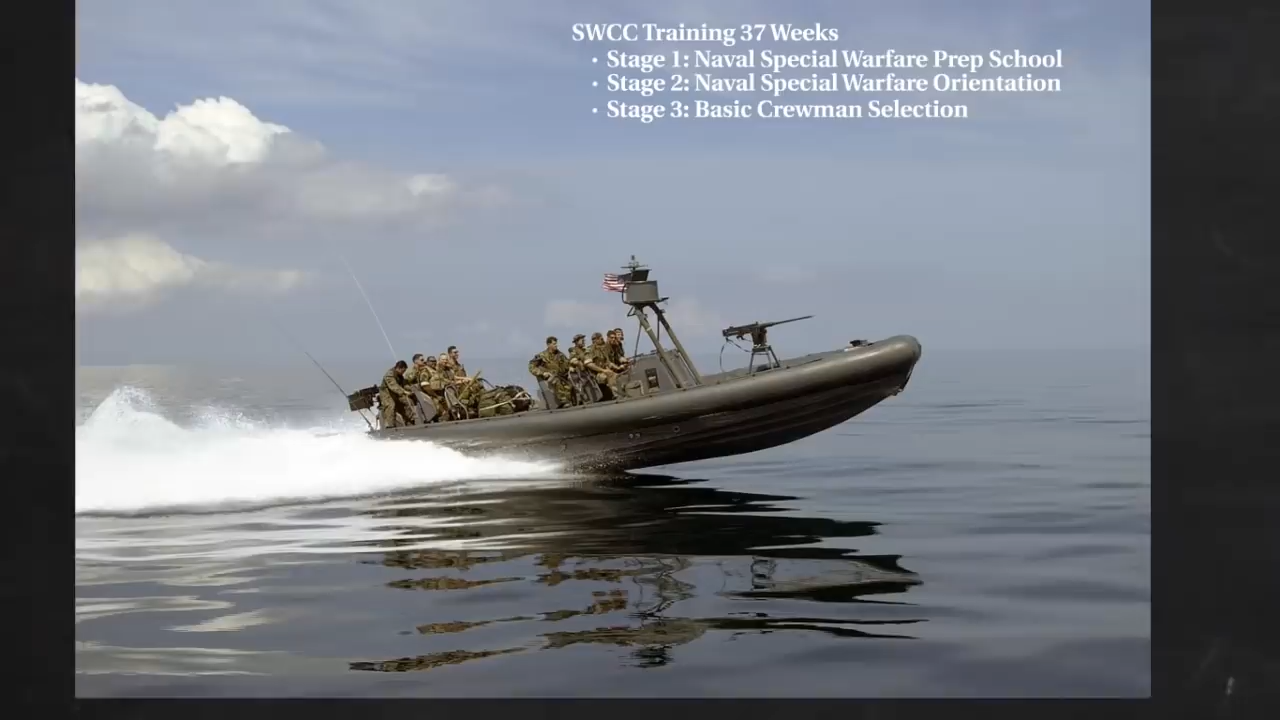 SWCC Training 37 Weeks
• Stage 1: Naval Special Warfare Prep School
• Stage 2: Naval Special Warfare Orientation
• Stage 3: Basic Crewman Selection